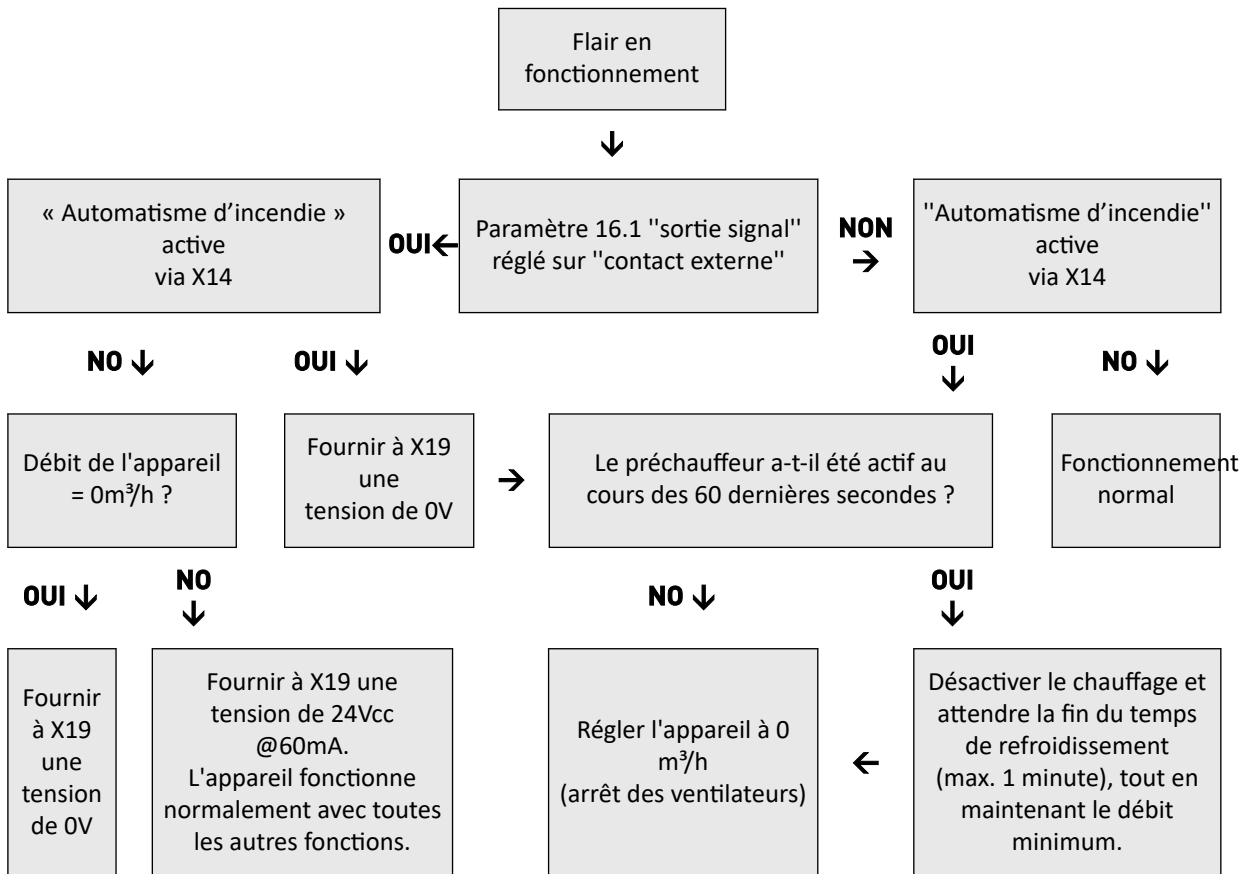 Flair en
fonctionnement
« Automatisme d'incendie »
active
via X14
OUI
Paramètre 16.1 ''sortie signal''
réglé sur ''contact externe''
NON
''Automatisme d'incendie''
active
via X14
NO
OUI
OUI
NO
Débit de l'appareil
= 0m³/h ?
Fournir à X19
une
tension de 0V
Le préchauffeur a-t-il été actif au
cours des 60 dernières secondes ?
Fonctionnement
normal
OUI
NO
NO
OUI
Fournir
à X19
une
tension
de 0V
Fournir à X19 une
tension de 24Vcc
@60mA.
L'appareil fonctionne
normalement avec toutes
les autres fonctions.
Régler l'appareil à 0
m³/h
(arrêt des ventilateurs)
Désactiver le chauffage et
attendre la fin du temps
de refroidissement
(max. 1 minute), tout en
maintenant le débit
minimum.